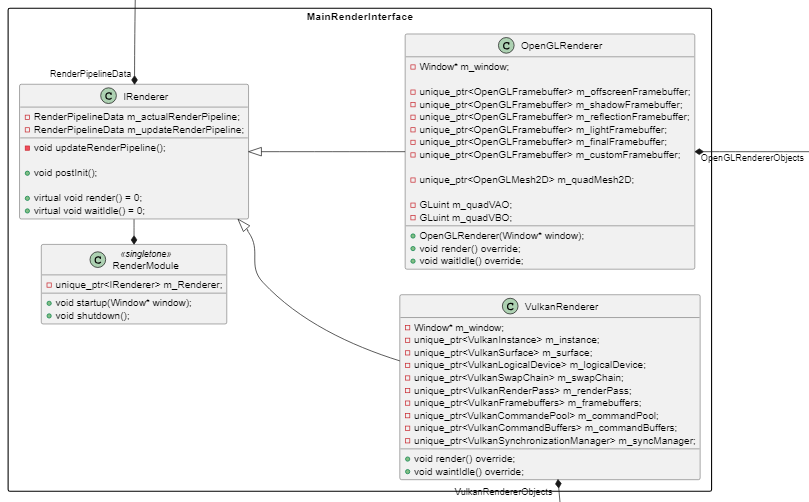 MainRenderInterface
RenderPipelineData
C IRenderer
RenderPipelineData m_actualRenderPipeline;
RenderPipelineData m_updateRenderPipeline;
void updateRenderPipeline();
void postInit();
virtual void render() = 0;
virtual void waitIdle() = 0;
C «singletone»
RenderModule
unique_ptr<IRenderer> m_Renderer;
void startup(Window* window);
void shutdown();
C OpenGLRenderer
Window* m_window;
unique_ptr<OpenGLFramebuffer> m_offscreenFramebuffer;
unique_ptr<OpenGLFramebuffer> m_shadowFramebuffer;
unique_ptr<OpenGLFramebuffer> m_reflectionFramebuffer;
unique_ptr<OpenGLFramebuffer> m_lightFramebuffer;
unique_ptr<OpenGLFramebuffer> m_finalFramebuffer;
unique_ptr<OpenGLFramebuffer> m_customFramebuffer;
unique_ptr<OpenGLMesh2D> m_quadMesh2D;
GLuint m_quadVAO;
GLuint m_quadVBO;
OpenGLRenderer(Window* window);
void render() override;
void waitIdle() override;
OpenGLRendererObjects
C VulkanRenderer
Window* m_window;
unique_ptr<VulkanInstance> m_instance;
unique_ptr<VulkanSurface> m_surface;
unique_ptr<VulkanLogicalDevice> m_logicalDevice;
unique_ptr<VulkanSwapChain> m_swapChain;
unique_ptr<VulkanRenderPass> m_renderPass;
unique_ptr<VulkanFramebuffers> m_framebuffers;
unique_ptr<VulkanCommandePool> m_commandPool;
unique_ptr<VulkanCommandBuffers> m_commandBuffers;
unique_ptr<VulkanSynchronizationManager> m_syncManager;
void render() override;
void waintIdle() override;
VulkanRendererObjects